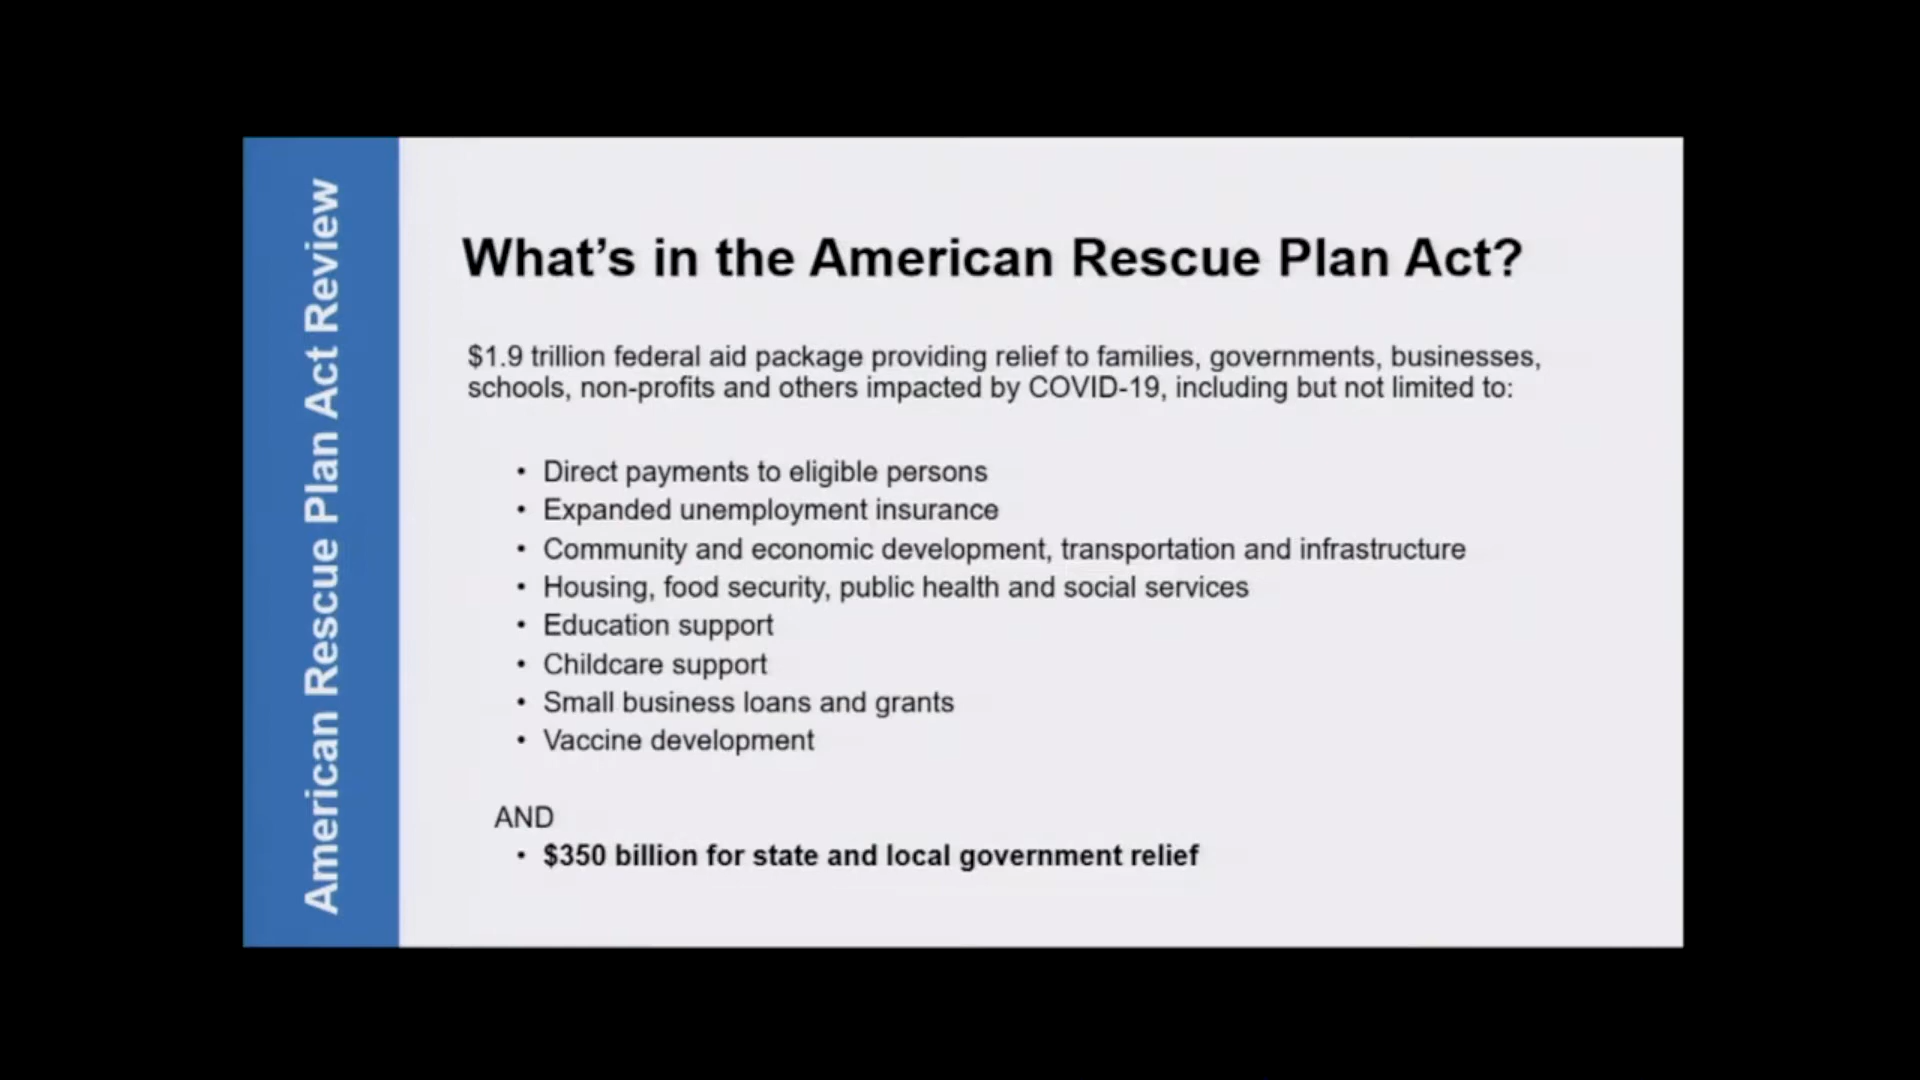 American Rescue Plan Act Review
What’s in the American Rescue Plan Act?
$1.9 trillion federal aid package providing relief to families, governments, businesses,
schools, non-profits and others impacted by COVID-19, including but not limited to:
• Direct payments to eligible persons
• Expanded unemployment insurance
• Community and economic development, transportation and infrastructure
• Housing, food security, public health and social services
• Education support
• Childcare support
• Small business loans and grants
• Vaccine development
AND
• $350 billion for state and local government relief